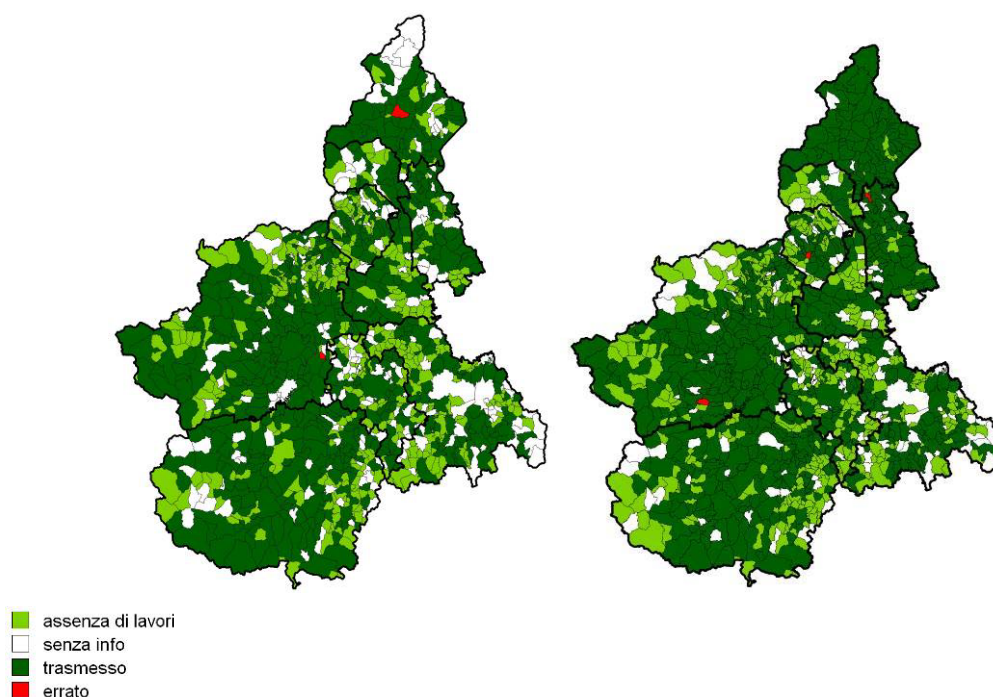 assenza di lavori
senza info
trasmesso
errato